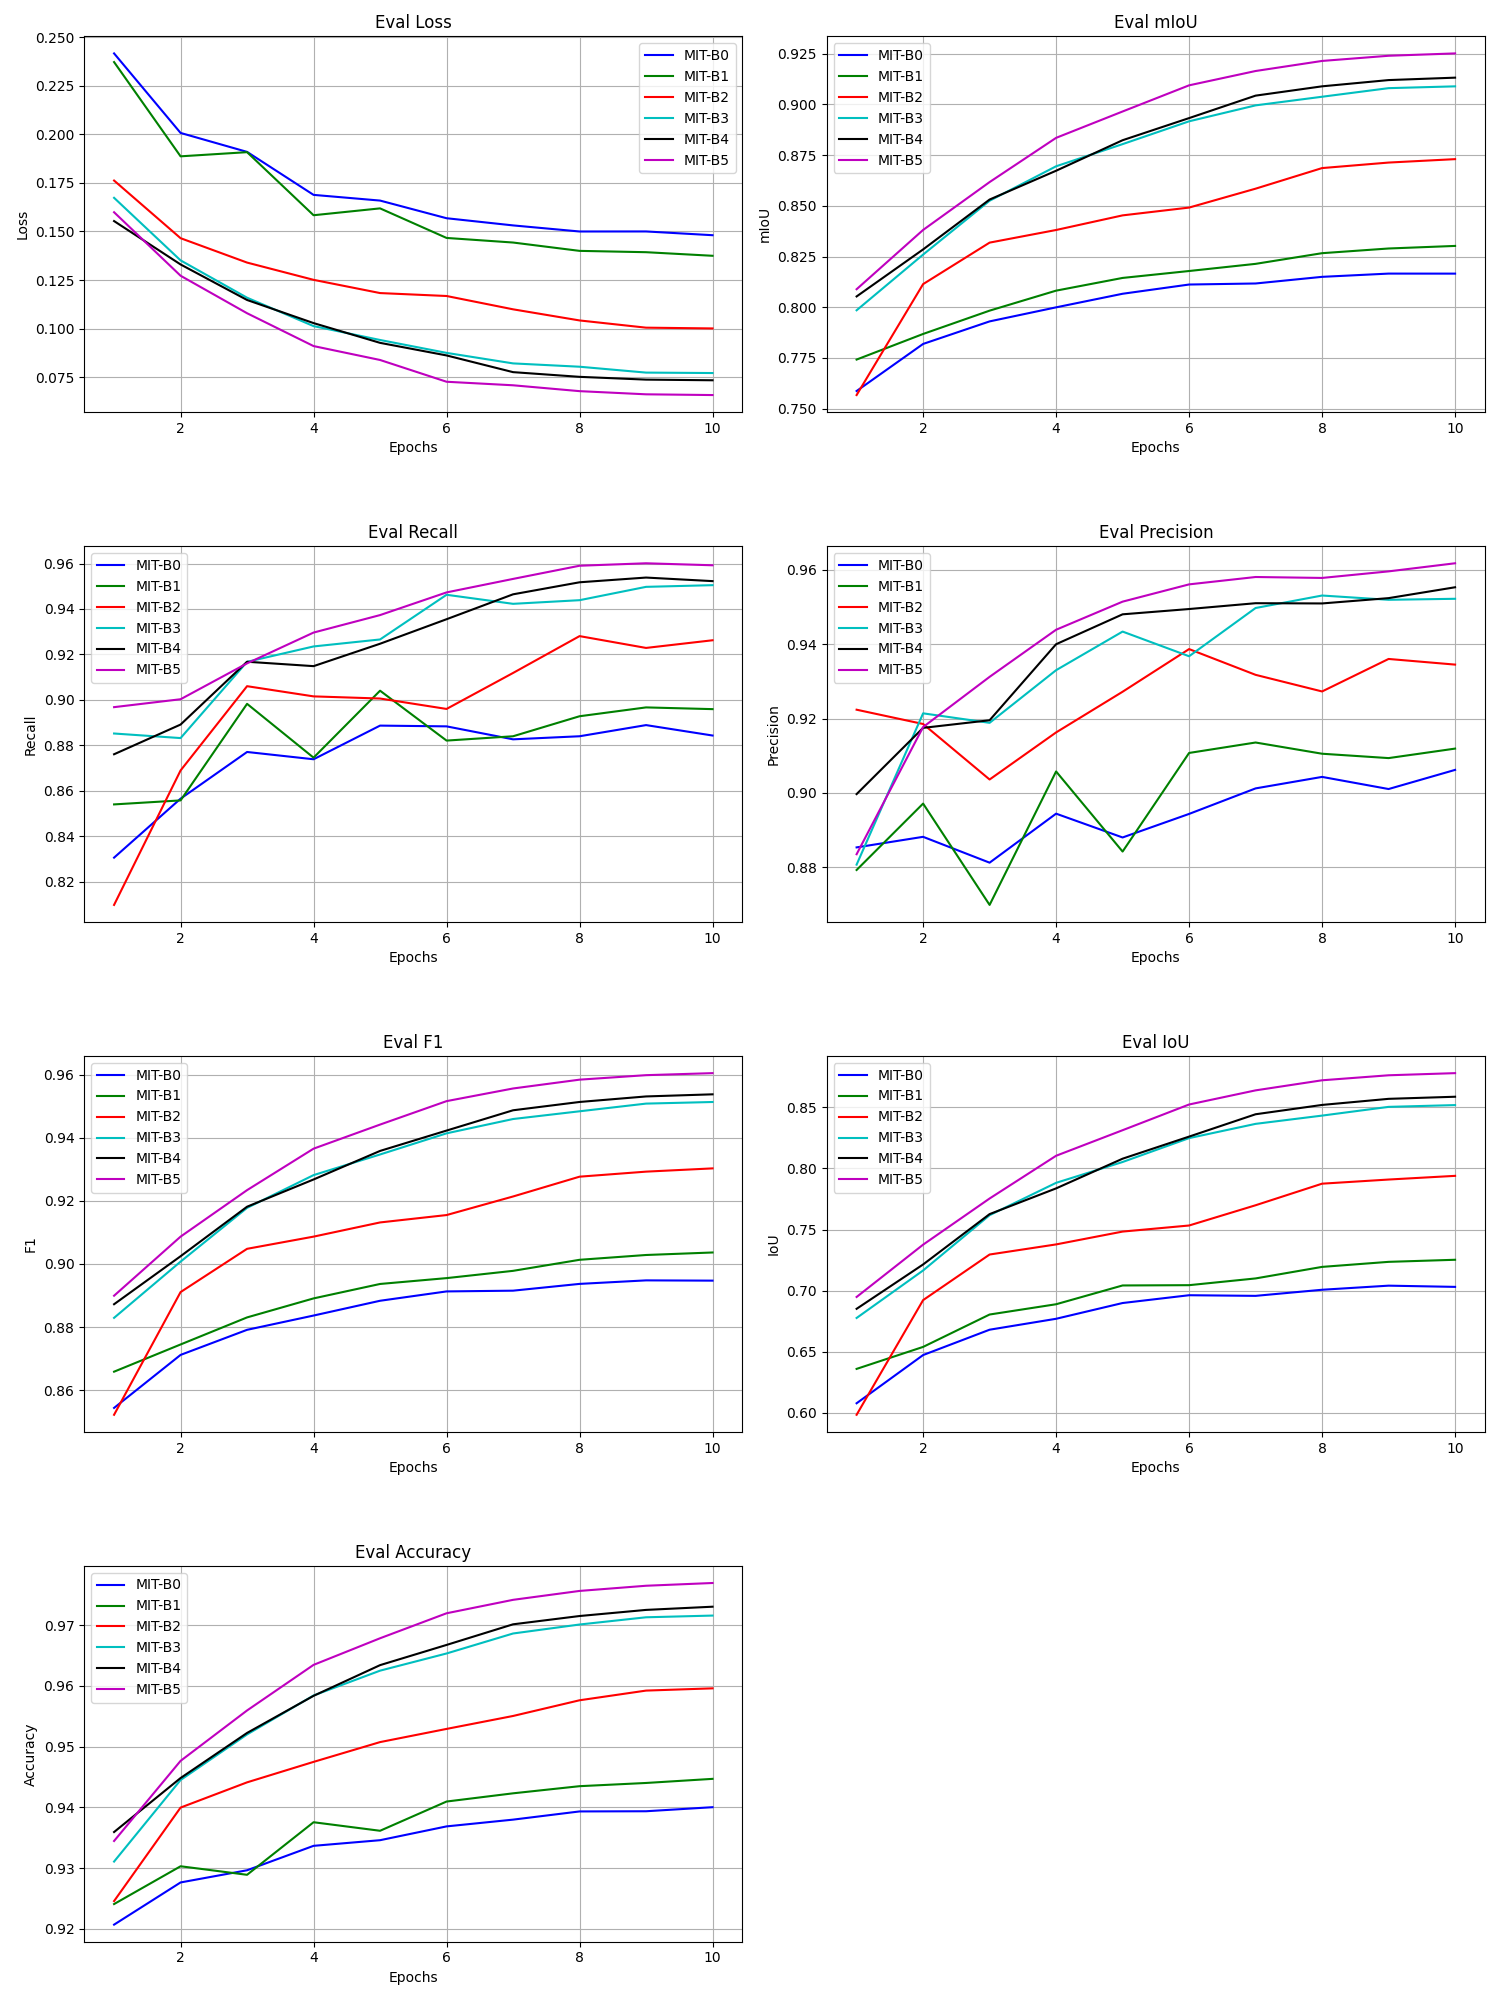 Eval Loss
Loss
0.250
0.225
0.200
0.175
0.150
0.125
0.100
0.075
MIT-B0
MIT-B1
MIT-B2
MIT-B3
MIT-B4
MIT-B5
2 4 6 8 10
Epochs
Eval mIoU
mIoU
0.925
0.900
0.875
0.850
0.825
0.800
0.775
0.750
MIT-B0
MIT-B1
MIT-B2
MIT-B3
MIT-B4
MIT-B5
2 4 6 8 10
Epochs
Eval Recall
Recall
0.96
0.94
0.92
0.90
0.88
0.86
0.84
0.82
MIT-B0
MIT-B1
MIT-B2
MIT-B3
MIT-B4
MIT-B5
2 4 6 8 10
Epochs
Eval Precision
Precision
0.96
0.94
0.92
0.90
0.88
MIT-B0
MIT-B1
MIT-B2
MIT-B3
MIT-B4
MIT-B5
2 4 6 8 10
Epochs
Eval F1
F1
0.96
0.94
0.92
0.90
0.88
0.86
MIT-B0
MIT-B1
MIT-B2
MIT-B3
MIT-B4
MIT-B5
2 4 6 8 10
Epochs
Eval IoU
IoU
0.85
0.80
0.75
0.70
0.65
0.60
MIT-B0
MIT-B1
MIT-B2
MIT-B3
MIT-B4
MIT-B5
2 4 6 8 10
Epochs
Eval Accuracy
Accuracy
0.97
0.96
0.95
0.94
0.93
0.92
MIT-B0
MIT-B1
MIT-B2
MIT-B3
MIT-B4
MIT-B5
2 4 6 8 10
Epochs